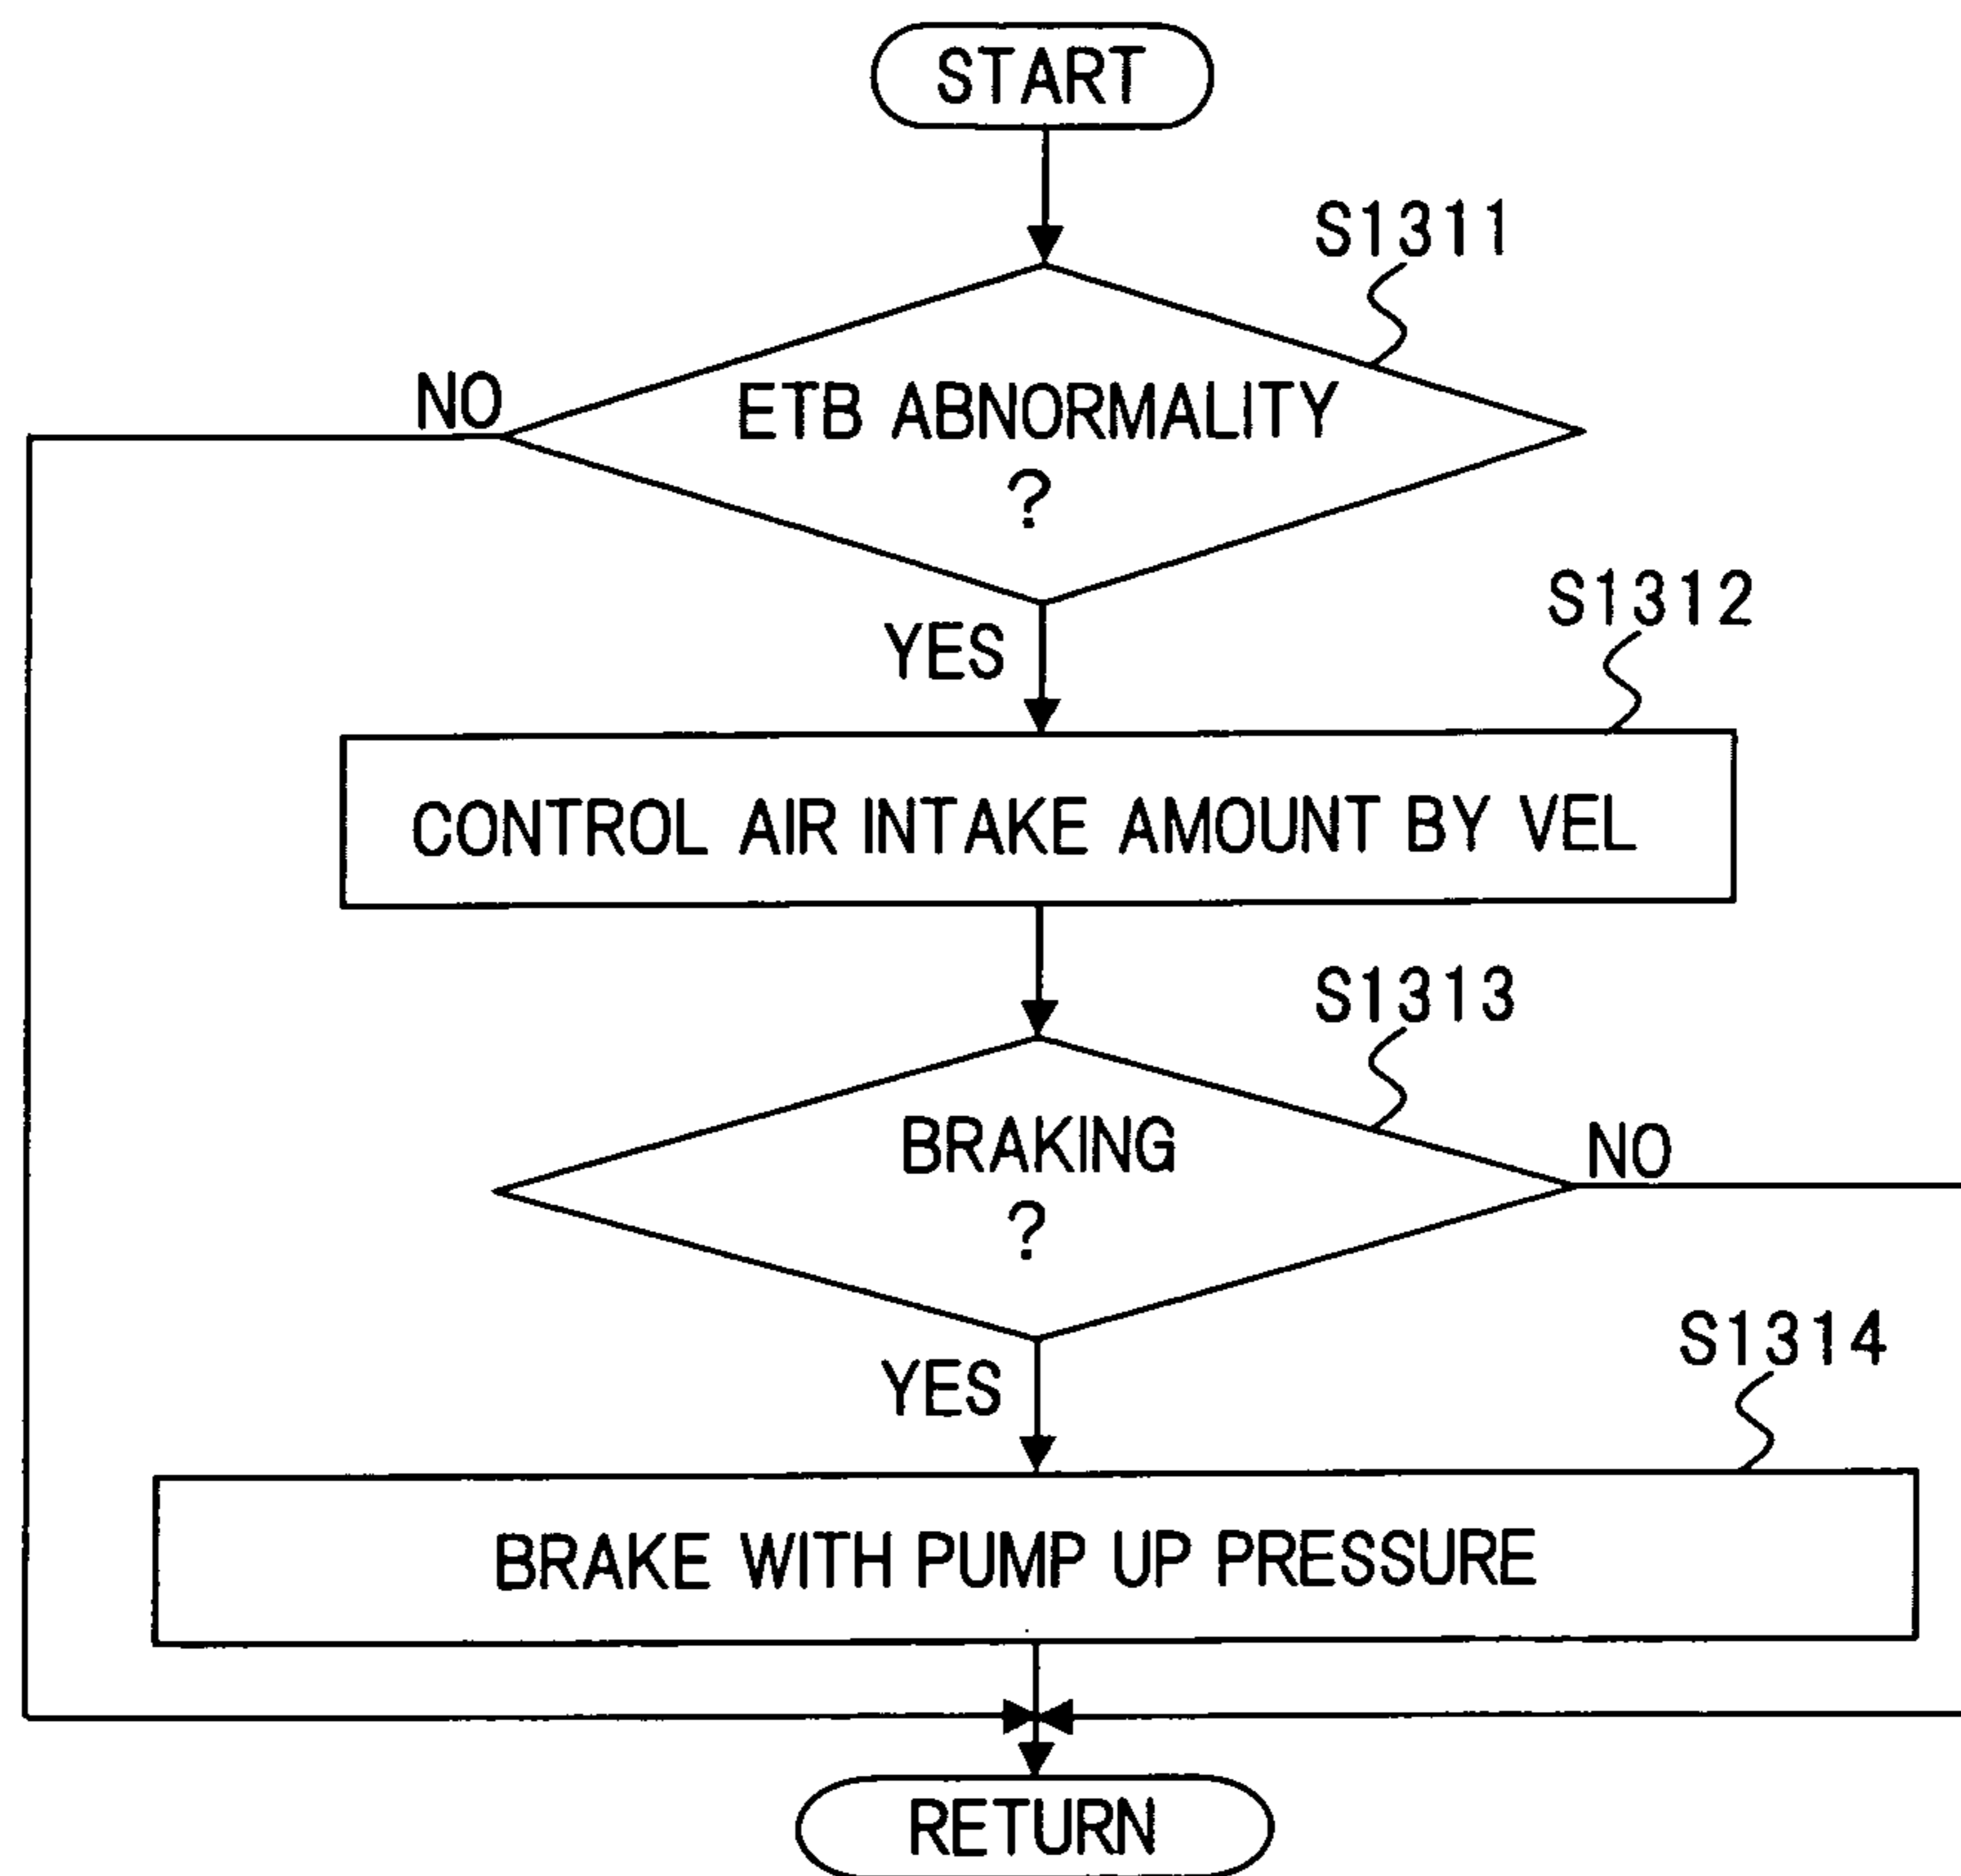 START
S1311
NO
ETB ABNORMALITY
?
YES
S1312
CONTROL AIR INTAKE AMOUNT BY VEL
S1313
BRAKING
?
NO
YES
S1314
BRAKE WITH PUMP UP PRESSURE
RETURN